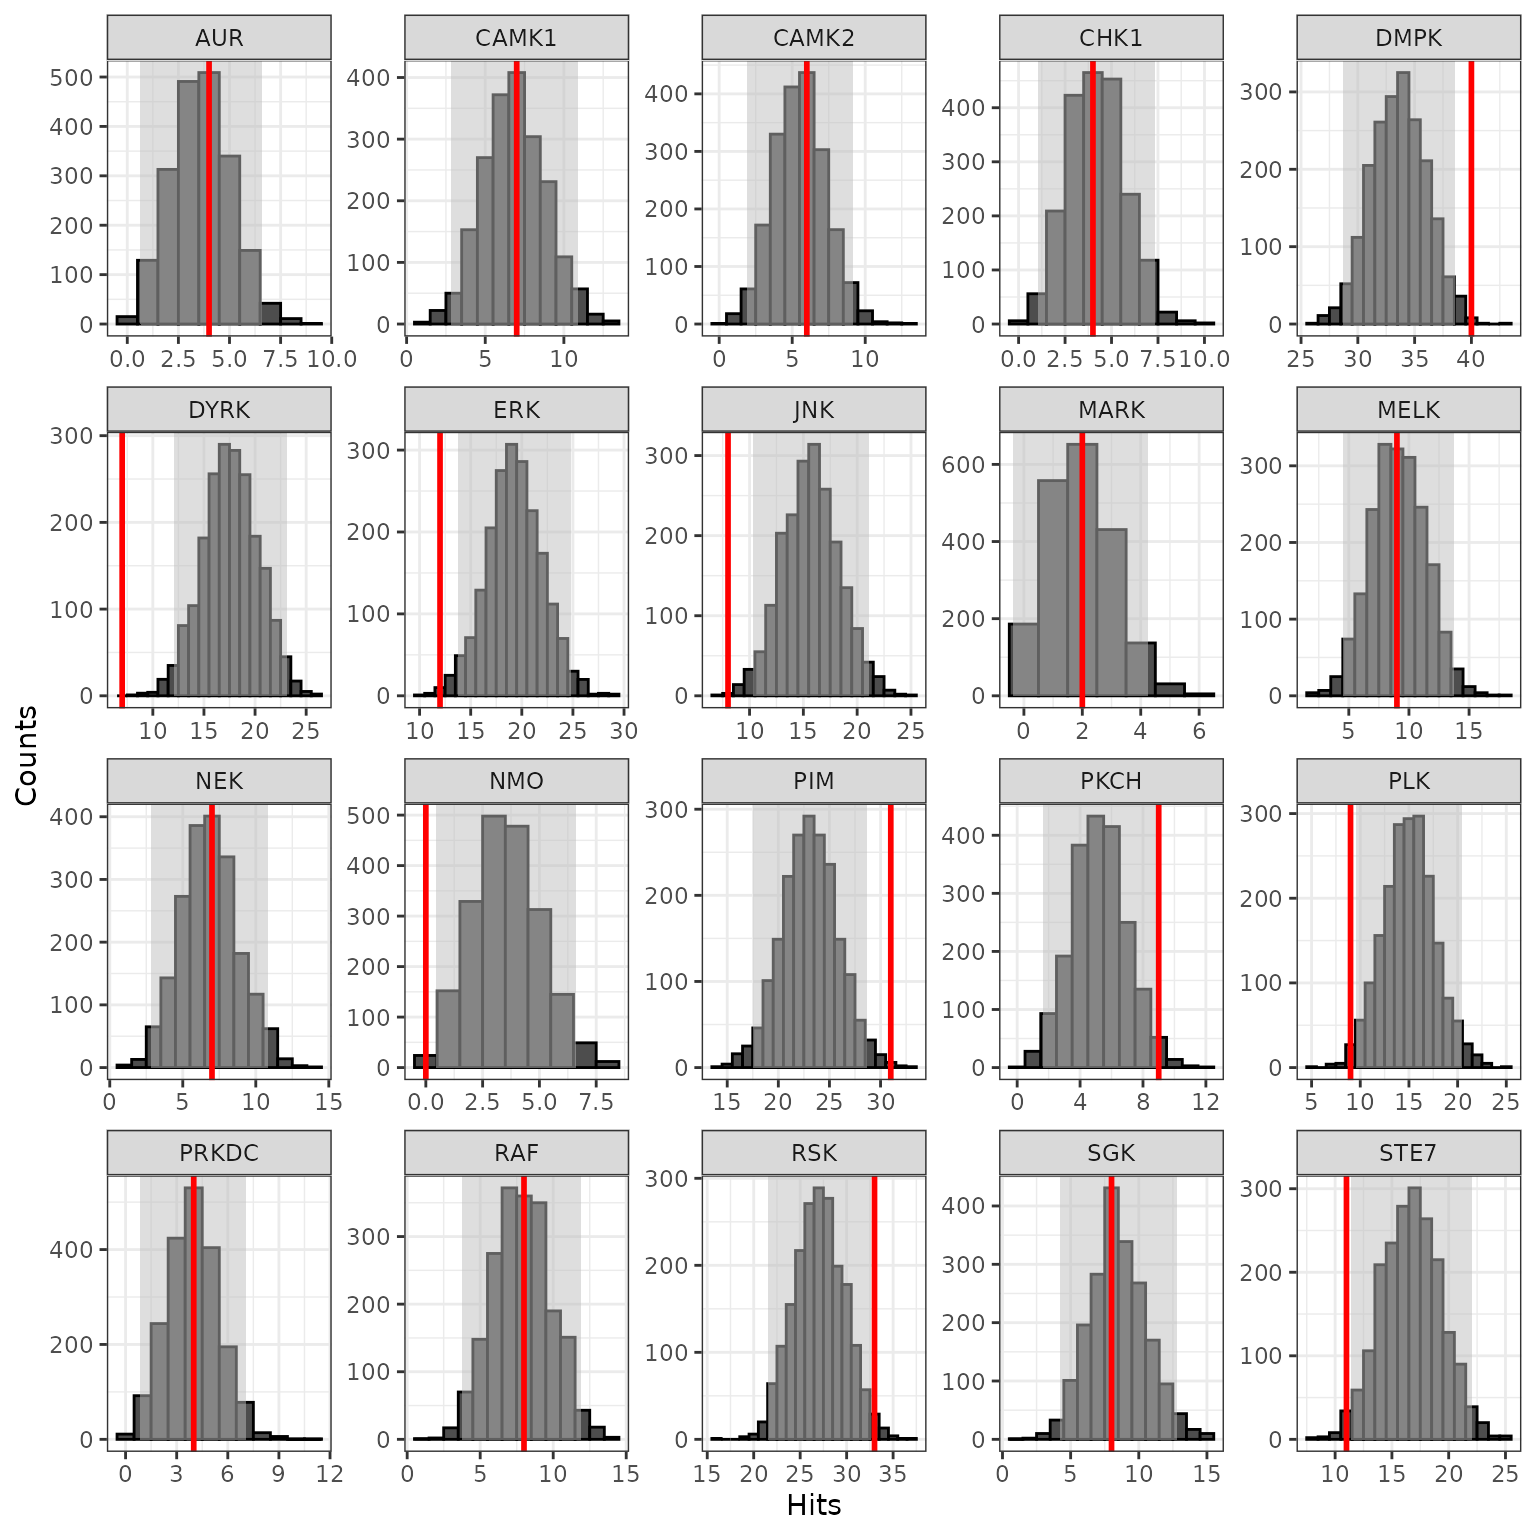 AUR CAMK1 CAMK2 CHK1 DMPK
500 400 300 200 100 0
400 300 200 100 0
400 300 200 100 0
400 300 200 100 0
300 200 100 0
0.0 2.5 5.0 7.5 10.0
0 5 10
0 5 10
0.0 2.5 5.0 7.5 10.0
25 30 35 40
DYRK ERK JNK MARK MELK
300 200 100 0
300 200 100 0
300 200 100 0
600 400 200 0
300 200 100 0
10 15 20 25
10 15 20 25 30
10 15 20 25
0 2 4 6
5 10 15
Counts
NEK NMO PIM PKCH PLK
400 300 200 100 0
500 400 300 200 100 0
300 200 100 0
400 300 200 100 0
300 200 100 0
0 5 10 15
0.0 2.5 5.0 7.5
15 20 25 30
0 4 8 12
5 10 15 20 25
PRKDC RAF RSK SGK STE7
400 200 0
300 200 100 0
300 200 100 0
400 300 200 100 0
300 200 100 0
0 3 6 9 12
0 5 10 15
15 20 25 30 35
0 5 10 15
10 15 20 25
Hits